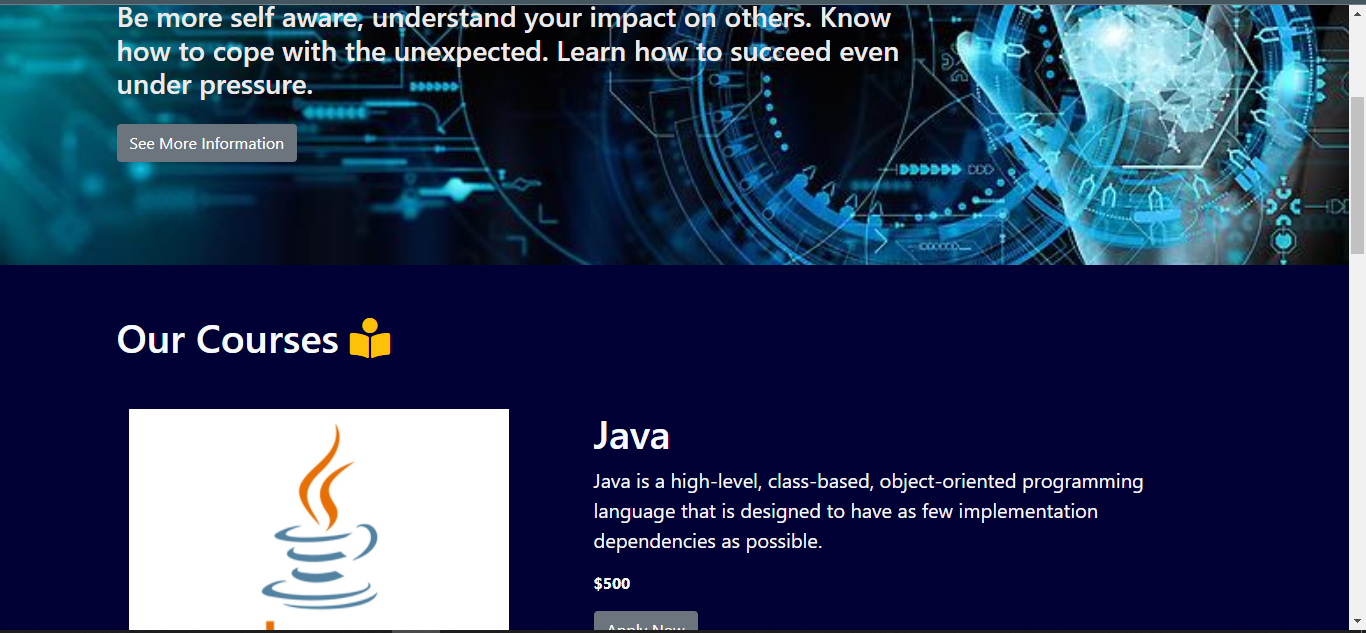 Be more self aware, understand your impact on others. Know
how to cope with the unexpected. Learn how to succeed even
under pressure.
See More Information
Our Courses
Java
Java is a high-level, class-based, object-oriented programming
language that is designed to have as few implementation
dependencies as possible.
$500
Apply Now